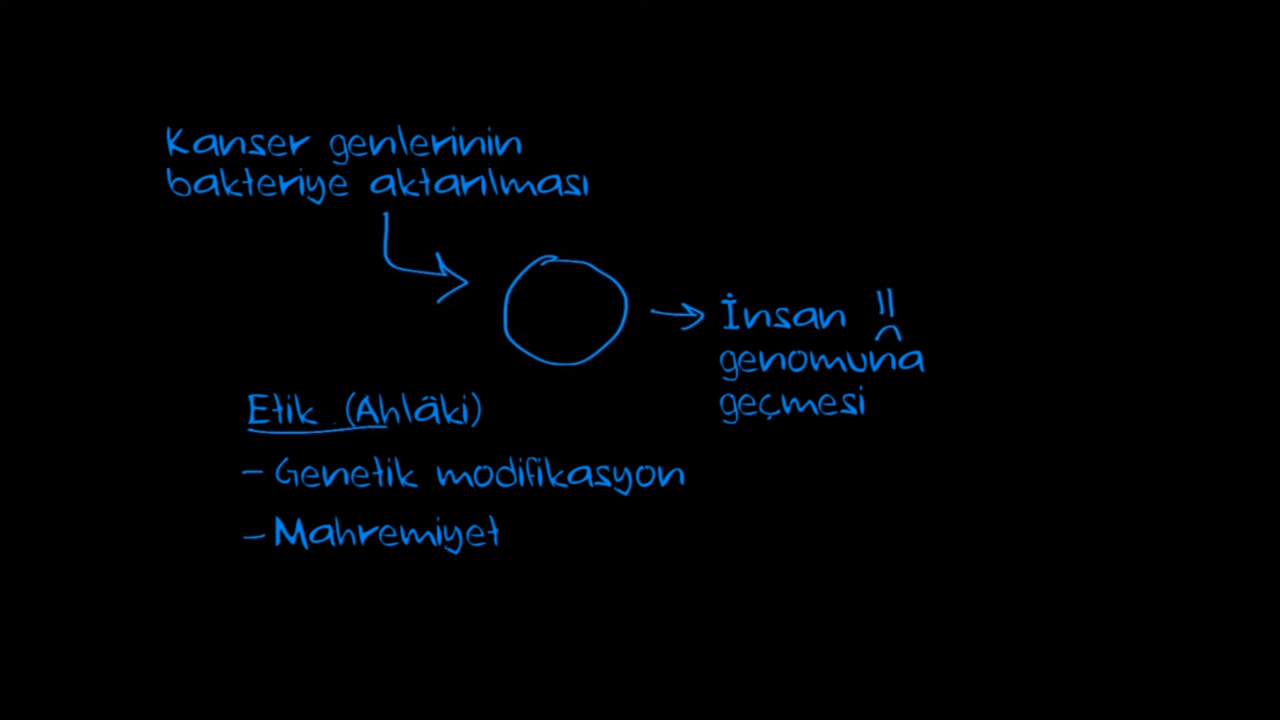 Kanser genlerinin
bakteriye aktarılması
İnsan
genomuna
geçmesi
Etik (Ahlâki)
- Genetik modifikasyon
- Mahremiyet